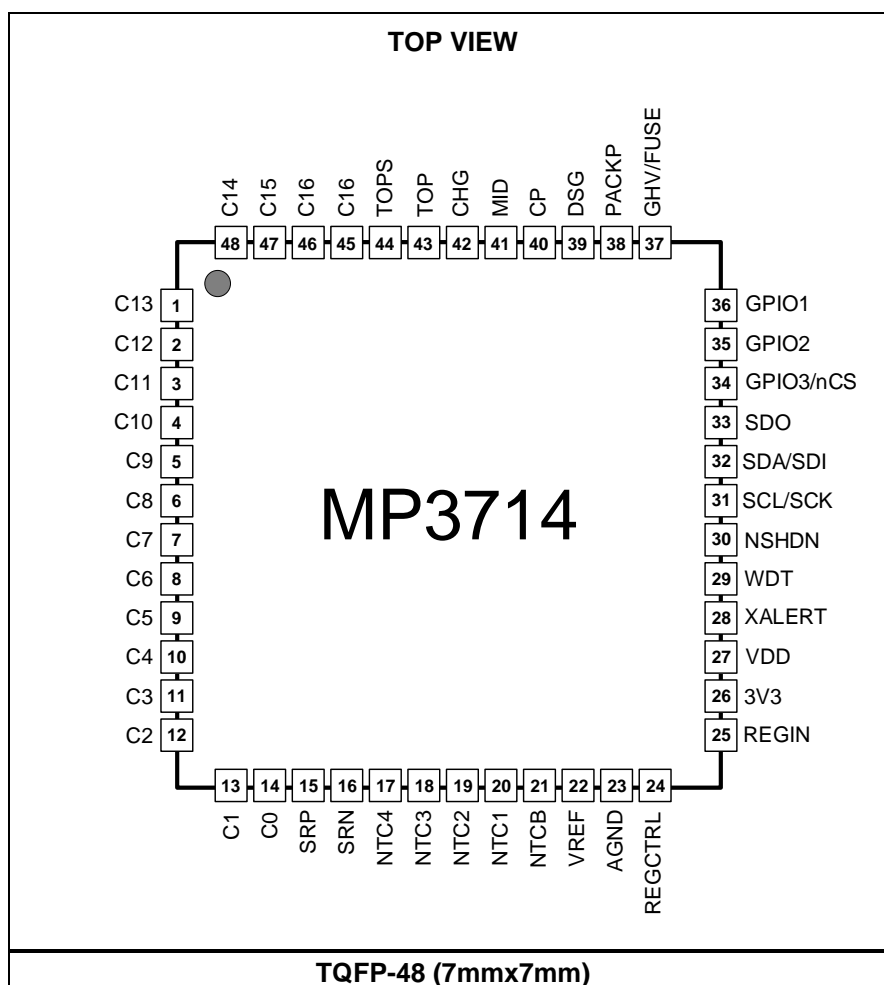 TOP VIEW
C14 C15 C16 C16 TOPS TOP CHG MID CP DSG PACKP GHV/FUSE
48 47 46 45 44 43 42 41 40 39 38 37
C13 1
C12 2
C11 3
C10 4
C9 5
C8 6
C7 7
C6 8
C5 9
C4 10
C3 11
C2 12
MP3714
36 GPIO1
35 GPIO2
34 GPIO3/nCS
33 SDO
32 SDA/SDI
31 SCL/SCK
30 NSHDN
29 WDT
28 XALERT
27 VDD
26 3V3
25 REGIN
13 14 15 16 17 18 19 20 21 22 23 24
C1 C0 SRP SRN NTC4 NTC3 NTC2 NTC1 NTCB VREF AGND REGCTRL
TQFP-48 (7mmx7mm)